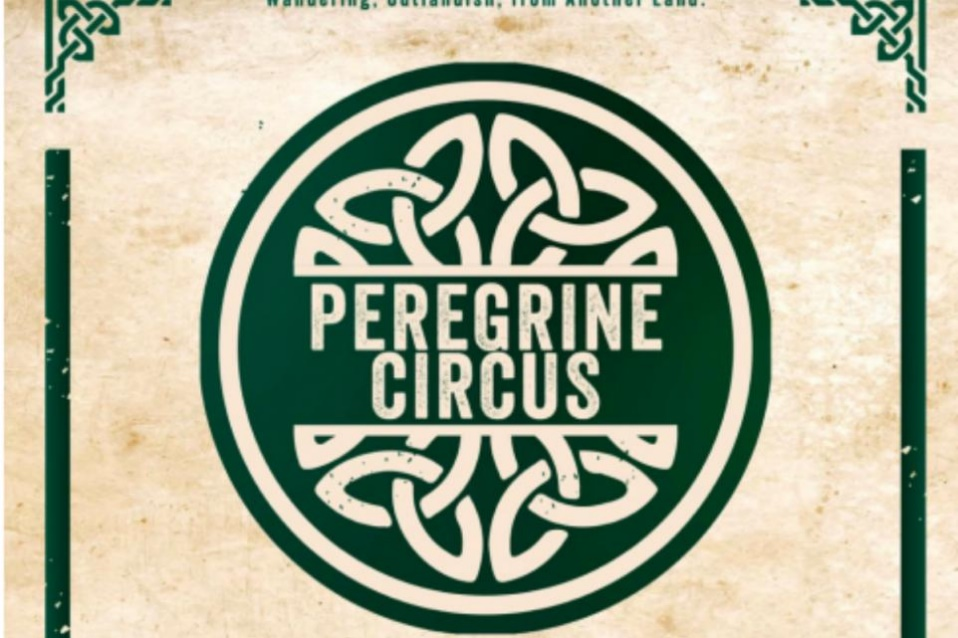 Wandering, Outlandish, from Another Land.
PEREGRINE
CIRCUS